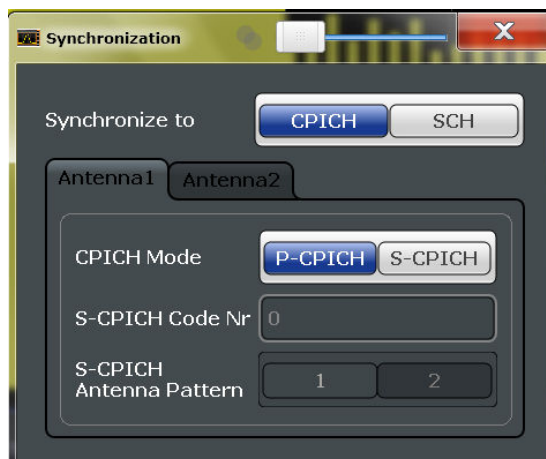 Synchronization
X
Synchronize to CPICH SCH
Antenna1 Antenna2
CPICH Mode P-CPICH S-CPICH
S-CPICH Code Nr 0
S-CPICH
Antenna Pattern 1 2